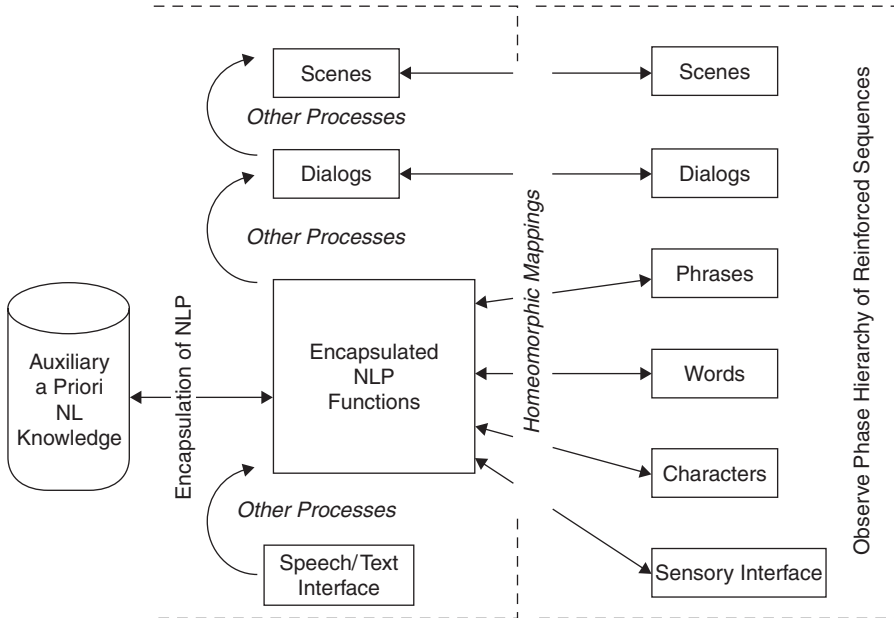 Scenes
Other Processes
Dialogs
Other Processes
Auxiliary
a Priori
NL
Knowledge
Encapsulation of NLP
Encapsulated
NLP
Functions
Other Processes
Speech/Text
Interface
Homeomorphic Mappings
Scenes
Dialogs
Phrases
Words
Characters
Sensory Interface
Observe Phase Hierarchy of Reinforced Sequences